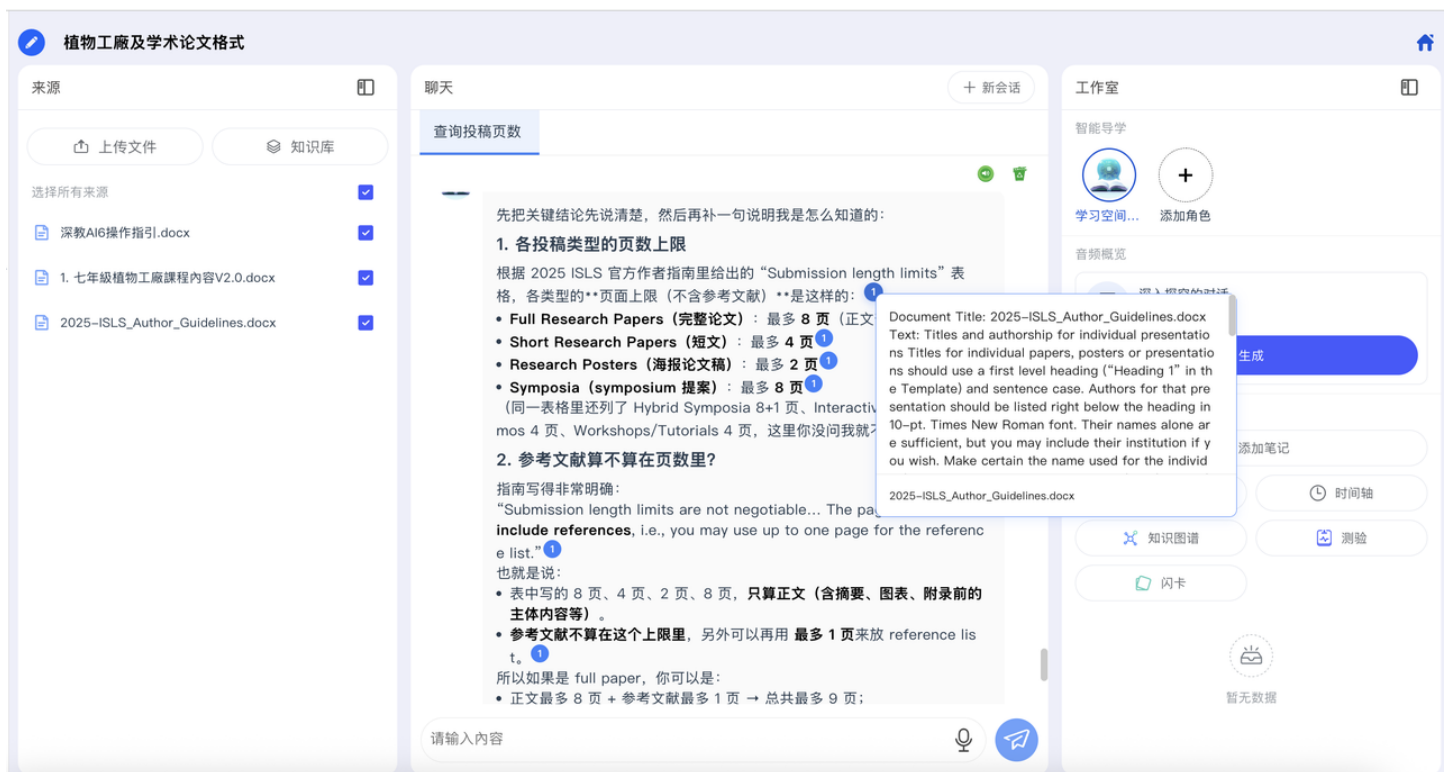 植物工廠及学术论文格式
来源
上传文件
知识库
选择所有来源
深教AI6操作指引.docx
1. 七年級植物工廠課程內容V2.0.docx
2025-ISLS_Author_Guidelines.docx
聊天
+ 新会话
查询投稿页数
先把关键结论先说清楚，然后再补一句说明我是怎么知道的：
1. 各投稿类型的页数上限
根据 2025 ISLS 官方作者指南里给出的 “Submission length limits” 表
格，各类型的**页面上限（不含参考文献）**是这样的： 1
• Full Research Papers（完整论文）：最多 8 页（正文
• Short Research Papers（短文）：最多 4 页 1
• Research Posters（海报论文稿）：最多 2 页 1
• Symposia（symposium 提案）：最多 8 页 1
（同一表格里还列了 Hybrid Symposia 8+1 页、Interactiv
mos 4 页、Workshops/Tutorials 4 页，这里你没问我就
2. 参考文献算不算在页数里？
指南写得非常明确：
“Submission length limits are not negotiable… The pa
include references, i.e., you may use up to one page for the referenc
e list.” 1
也就是说：
• 表中写的 8 页、4 页、2 页、8 页，只算正文（含摘要、图表、附录前的
主体内容等）。
• 参考文献不算在这个上限里，另外可以再用 最多 1 页来放 reference lis
t。 1
所以如果是 full paper，你可以是：
• 正文最多 8 页 + 参考文献最多 1 页 → 总共最多 9 页；
请输入内容
Document Title: 2025-ISLS_Author_Guidelines.docx
Text: Titles and authorship for individual presentatio
ns Titles for individual papers, posters or presentatio
ns should use a first level heading (“Heading 1” in th
e Template) and sentence case. Authors for that pre
sentation should be listed right below the heading in
10-pt. Times New Roman font. Their names alone ar
e sufficient, but you may include their institution if y
ou wish. Make certain the name used for the individ
2025-ISLS_Author_Guidelines.docx
工作室
智能导学
学习空间...
添加角色
音频概览
生成
添加笔记
时间轴
知识图谱
测验
闪卡
暂无数据